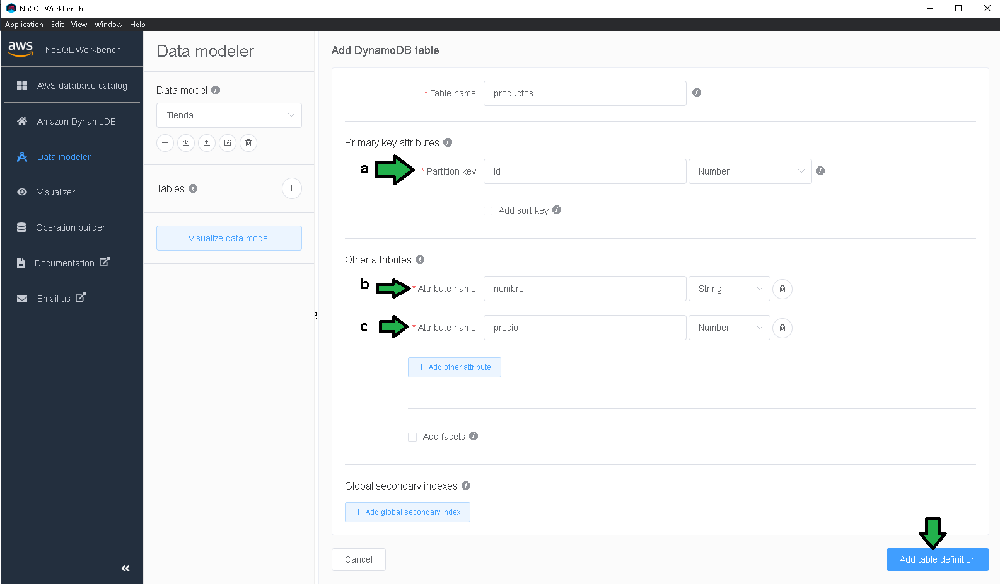 NoSQL Workbench
Application Edit View Window Help
aws NoSQL Workbench
AWS database catalog
Amazon DynamoDB
Data modeler
Visualizer
Operation builder
Documentation
Email us
Data modeler
Data model
Tienda
Tables
Visualize data model
Add DynamoDB table
* Table name productos
Primary key attributes
a * Partition key id Number
Add sort key
Other attributes
b * Attribute name nombre String
c * Attribute name precio Number
+ Add other attribute
Add facets
Global secondary indexes
+ Add global secondary index
Cancel Add table definition